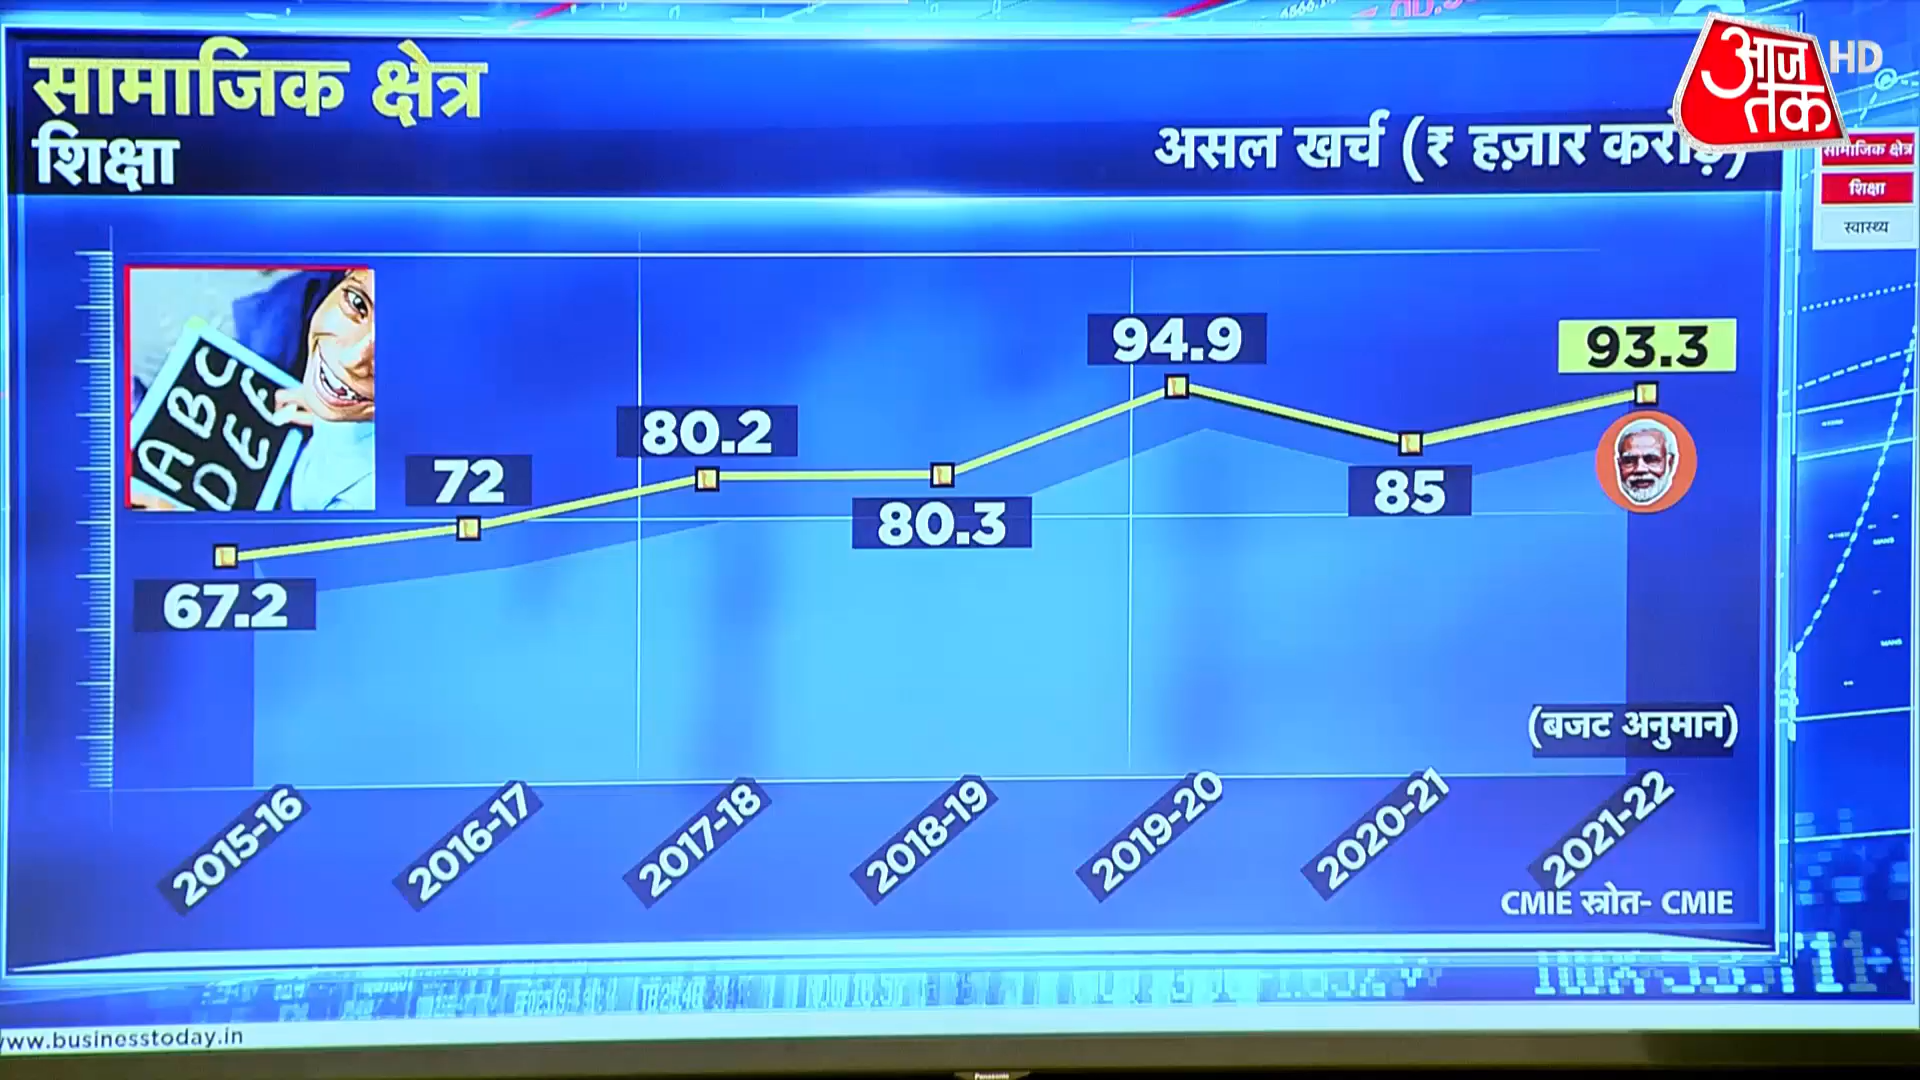 सामाजिक क्षेत्र
शिक्षा
असल खर्च (₹ हज़ार करोड़)
आज तक
HD
सामाजिक क्षेत्र
शिक्षा
स्वास्थ्य
ABC
DEF
67.2
72
80.2
80.3
94.9
85
93.3
(बजट अनुमान)
2015-16
2016-17
2017-18
2018-19
2019-20
2020-21
2021-22
CMIE स्त्रोत- CMIE
www.businesstoday.in
Panasonic